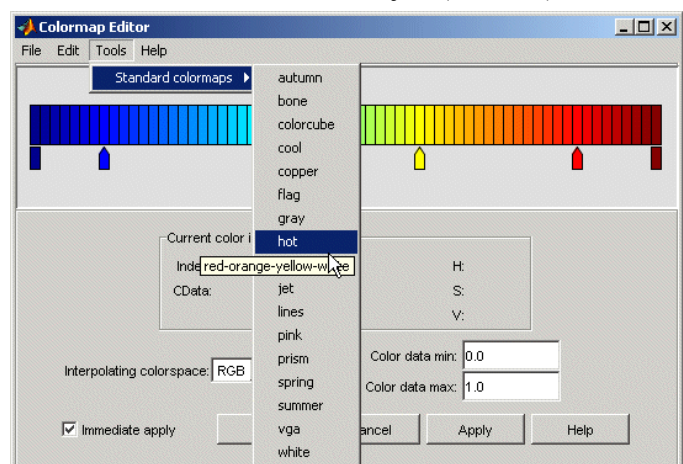 Colormap Editor
File Edit Tools Help
Standard colormaps
autumn
bone
colorcube
cool
copper
flag
gray
hot
jet
lines
pink
prism
spring
summer
vga
white
Current color i
Inde
red-orange-yellow-w
CData:
H:
S:
V:
Interpolating colorspace: RGB
Color data min: 0.0
Color data max: 1.0
Immediate apply
ancel
Apply
Help